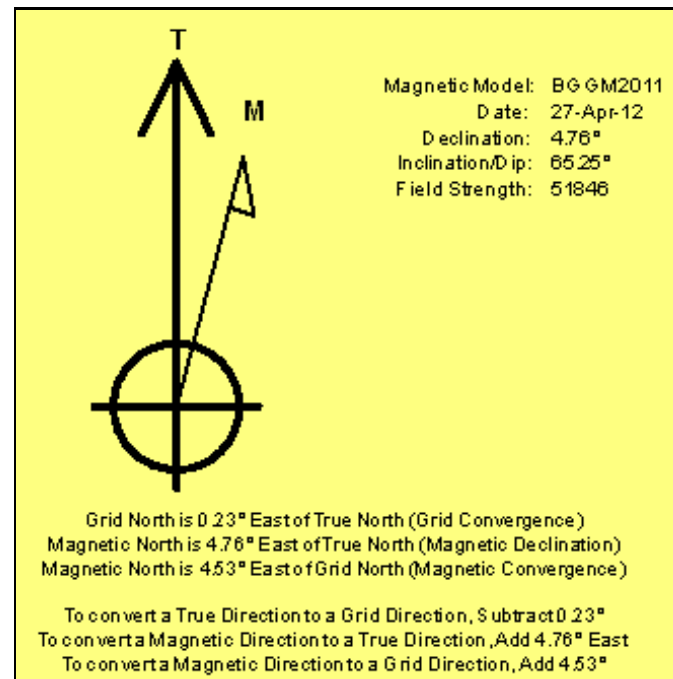 T
M
Magnetic Model: BGGM2011
Date: 27-Apr-12
Declination: 4.76°
Inclination/Dip: 65.25°
Field Strength: 51846
Grid North is 0.23° East of True North (Grid Convergence)
Magnetic North is 4.76° East of True North (Magnetic Declination)
Magnetic North is 4.53° East of Grid North (Magnetic Convergence)
To convert a True Direction to a Grid Direction, Subtract 0.23°
To convert a Magnetic Direction to a True Direction, Add 4.76° East
To convert a Magnetic Direction to a Grid Direction, Add 4.53°